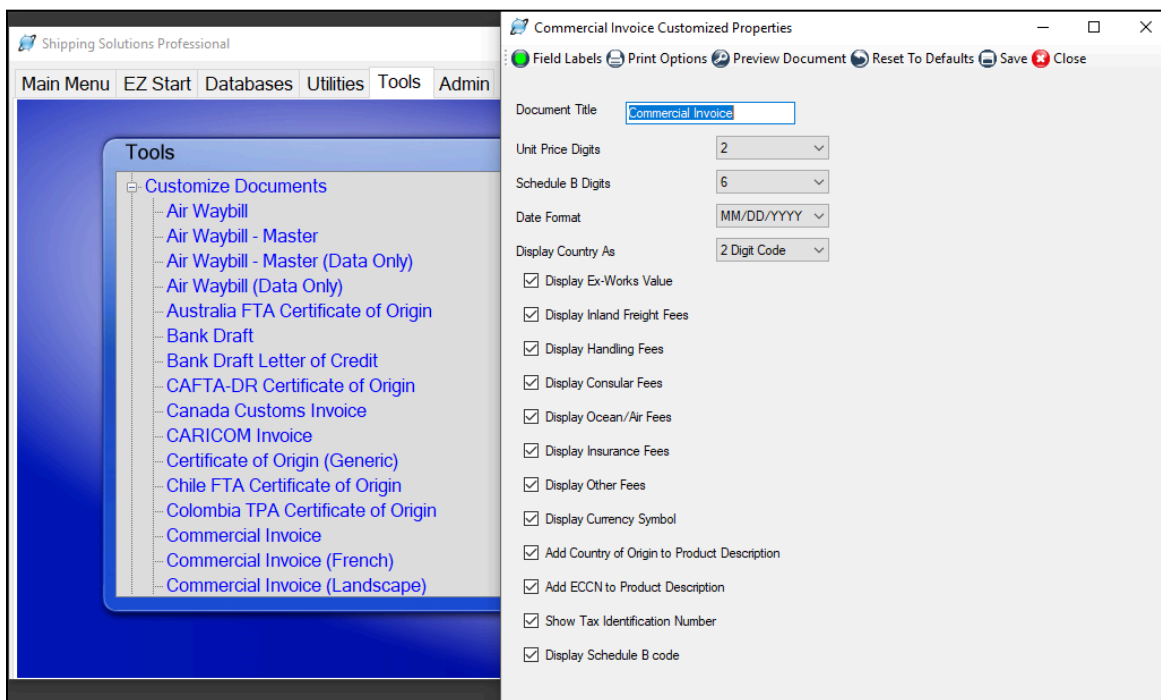 Shipping Solutions Professional
Main Menu EZ Start Databases Utilities Tools Admin
Tools
Customize Documents
Air Waybill
Air Waybill - Master
Air Waybill - Master (Data Only)
Air Waybill (Data Only)
Australia FTA Certificate of Origin
Bank Draft
Bank Draft Letter of Credit
CAFTA-DR Certificate of Origin
Canada Customs Invoice
CARICOM Invoice
Certificate of Origin (Generic)
Chile FTA Certificate of Origin
Colombia TPA Certificate of Origin
Commercial Invoice
Commercial Invoice (French)
Commercial Invoice (Landscape)
Commercial Invoice Customized Properties
Field Labels Print Options Preview Document Reset To Defaults Save Close
Document Title Commercial Invoice
Unit Price Digits 2
Schedule B Digits 6
Date Format MM/DD/YYYY
Display Country As 2 Digit Code
Display Ex-Works Value
Display Inland Freight Fees
Display Handling Fees
Display Consular Fees
Display Ocean/Air Fees
Display Insurance Fees
Display Other Fees
Display Currency Symbol
Add Country of Origin to Product Description
Add ECCN to Product Description
Show Tax Identification Number
Display Schedule B code